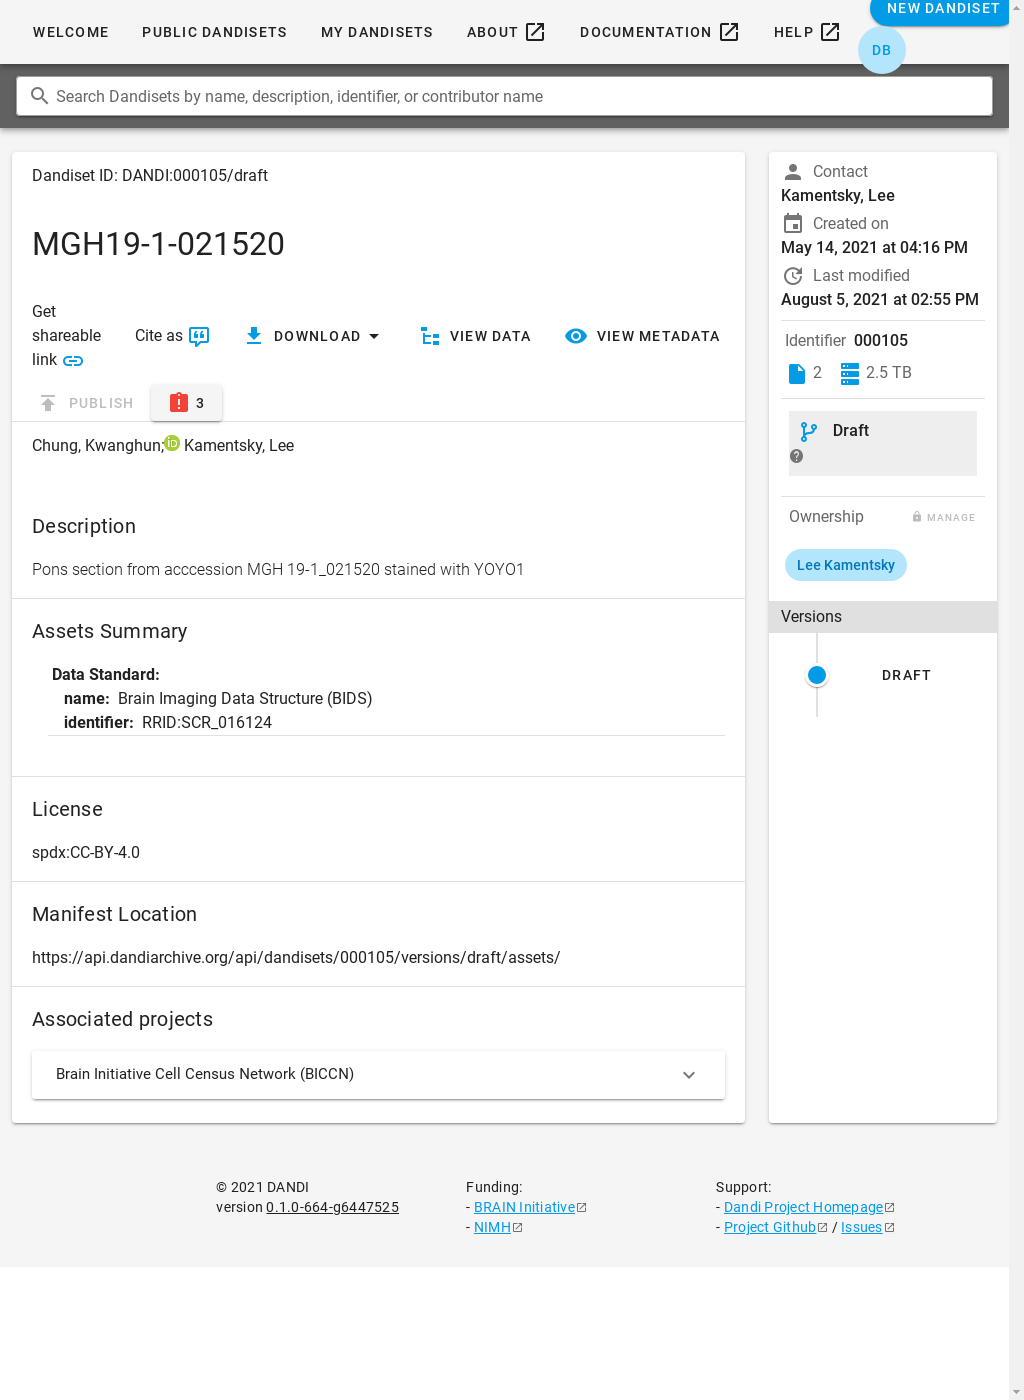 WELCOME PUBLIC DANDISETS MY DANDISETS ABOUT DOCUMENTATION HELP NEW DANDISET
DB
Search Dandisets by name, description, identifier, or contributor name
Dandiset ID: DANDI:000105/draft
MGH19-1-021520
Get
shareable
link
Cite as
DOWNLOAD
VIEW DATA
VIEW METADATA
PUBLISH
3
Chung, Kwanghun; Kamentsky, Lee
Description
Pons section from acccession MGH 19-1_021520 stained with YOYO1
Assets Summary
Data Standard:
name: Brain Imaging Data Structure (BIDS)
identifier: RRID:SCR_016124
License
spdx:CC-BY-4.0
Manifest Location
https://api.dandiarchive.org/api/dandisets/000105/versions/draft/assets/
Associated projects
Brain Initiative Cell Census Network (BICCN)
Contact
Kamentsky, Lee
Created on
May 14, 2021 at 04:16 PM
Last modified
August 5, 2021 at 02:55 PM
Identifier 000105
2 2.5 TB
Draft
Ownership MANAGE
Lee Kamentsky
Versions
DRAFT
© 2021 DANDI
version 0.1.0-664-g6447525
Funding:
- BRAIN Initiative
- NIMH
Support:
- Dandi Project Homepage
- Project Github / Issues